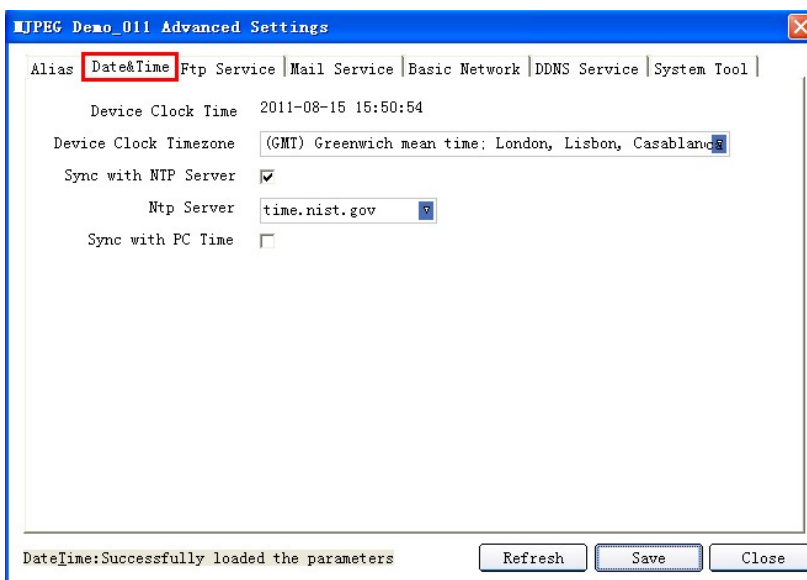 MJPEG Demo_011 Advanced Settings
Alias Date&Time Ftp Service Mail Service Basic Network DDNS Service System Tool
Device Clock Time 2011-08-15 15:50:54
Device Clock Timezone (GMT) Greenwich mean time; London, Lisbon, Casablanc
Sync with NTP Server
Ntp Server time.nist.gov
Sync with PC Time
DateTime:Successfully loaded the parameters Refresh Save Close